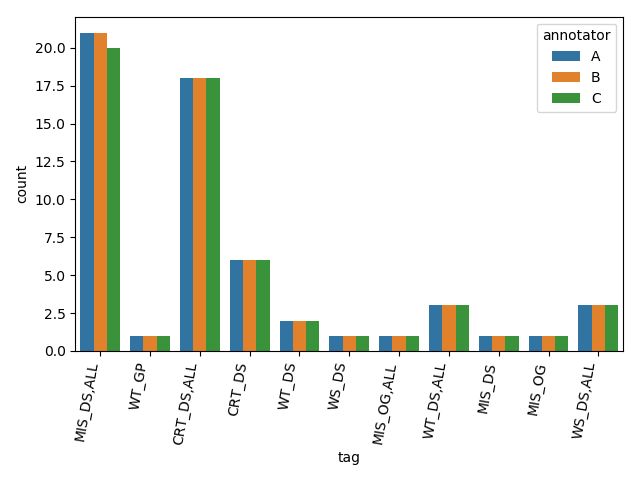 annotator
A
B
C
count
20.0
17.5
15.0
12.5
10.0
7.5
5.0
2.5
0.0
MIS_DS,ALL
WT_GP
CRT_DS,ALL
CRT_DS
WT_DS
WS_DS
MIS_OG,ALL
WT_DS,ALL
MIS_DS
MIS_OG
WS_DS,ALL
tag